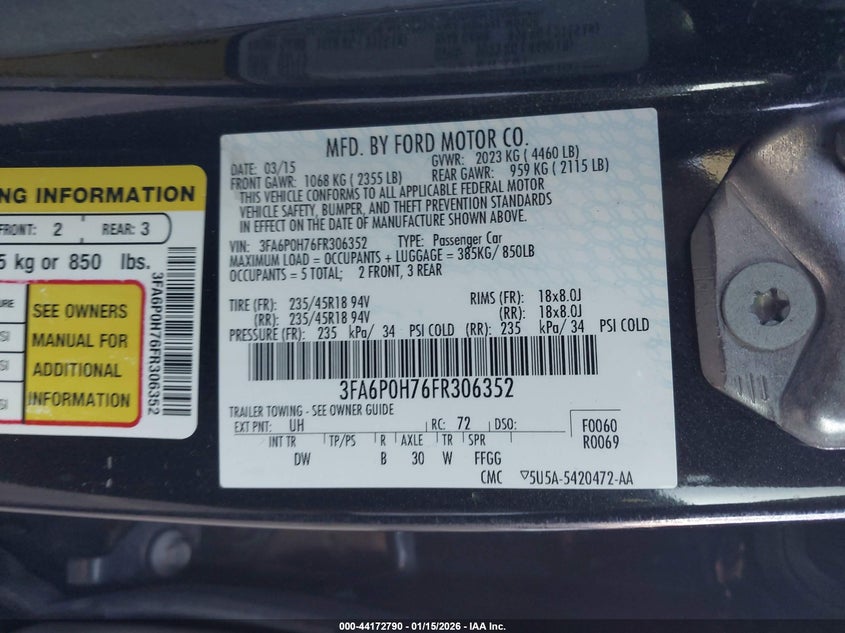 MFD. BY FORD MOTOR CO.
DATE: 03/15 GVWR: 2023 KG ( 4460 LB)
FRONT GAWR: 1068 KG ( 2355 LB) REAR GAWR: 959 KG ( 2115 LB)
THIS VEHICLE CONFORMS TO ALL APPLICABLE FEDERAL MOTOR
VEHICLE SAFETY, BUMPER, AND THEFT PREVENTION STANDARDS
IN EFFECT ON THE DATE OF MANUFACTURE SHOWN ABOVE.
VIN: 3FA6P0H76FR306352 TYPE: Passenger Car
MAXIMUM LOAD = OCCUPANTS + LUGGAGE = 385KG/ 850LB
OCCUPANTS = 5 TOTAL; 2 FRONT, 3 REAR
TIRE (FR): 235/45R18 94V RIMS (FR): 18x8.0J
(RR): 235/45R18 94V (RR): 18x8.0J
PRESSURE (FR): 235 kPa/ 34 PSI COLD (RR): 235 kPa/ 34 PSI COLD
3FA6P0H76FR306352
TRAILER TOWING - SEE OWNER GUIDE
EXT PNT: UH RC: 72 DSO: F0060
INT TR TP/PS R AXLE TR SPR R0069
DW B 30 W FFGG
CMC ▽5U5A-5420472-AA
NG INFORMATION
FRONT: 2 REAR: 3
5 kg or 850 lbs.
SEE OWNERS
MANUAL FOR
ADDITIONAL
INFORMATION
3FA6P0H76FR306352
000-44172790 - 01/15/2026 - IAA Inc.